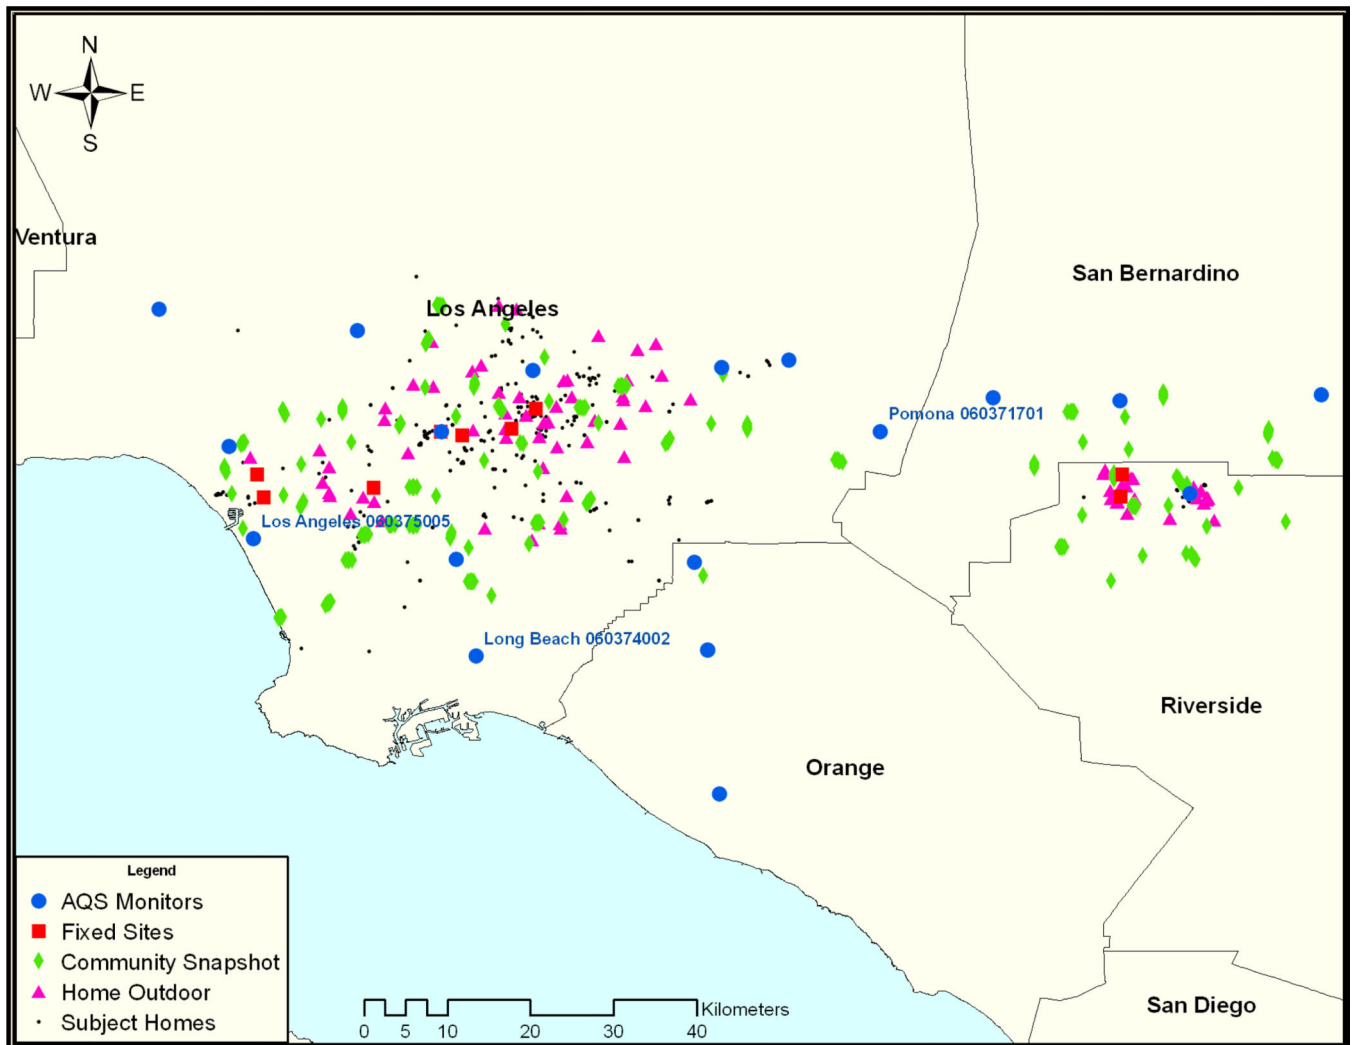 N
W E
S
Ventura
San Bernardino
Los Angeles
Pomona 060371701
Los Angeles 060375005
Long Beach 060374002
Riverside
Orange
San Diego
Legend
AQS Monitors
Fixed Sites
Community Snapshot
Home Outdoor
Subject Homes
Kilometers
0 5 10 20 30 40